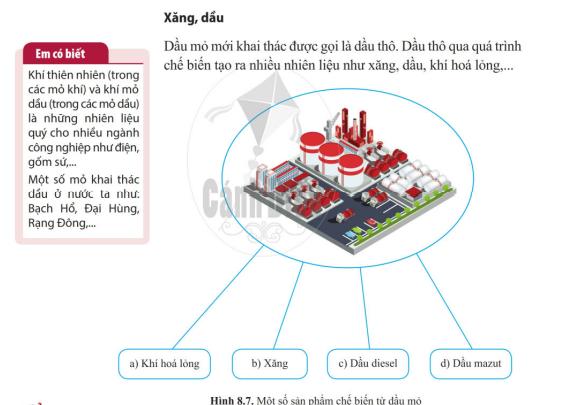 Xăng, dầu
Dầu mỏ mới khai thác được gọi là dầu thô. Dầu thô qua quá trình
chế biến tạo ra nhiều nhiên liệu như xăng, dầu, khí hoá lỏng,...
Em có biết
Khí thiên nhiên (trong
các mỏ khí) và khí mỏ
dầu (trong các mỏ dầu)
là những nhiên liệu
quý cho nhiều ngành
công nghiệp như điện,
gốm sứ,...
Một số mỏ khai thác
dầu ở nước ta như:
Bạch Hổ, Đại Hùng,
Rạng Đông,...
a) Khí hoá lỏng
b) Xăng
c) Dầu diesel
d) Dầu mazut
Hình 8.7. Một số sản phẩm chế biến từ dầu mỏ